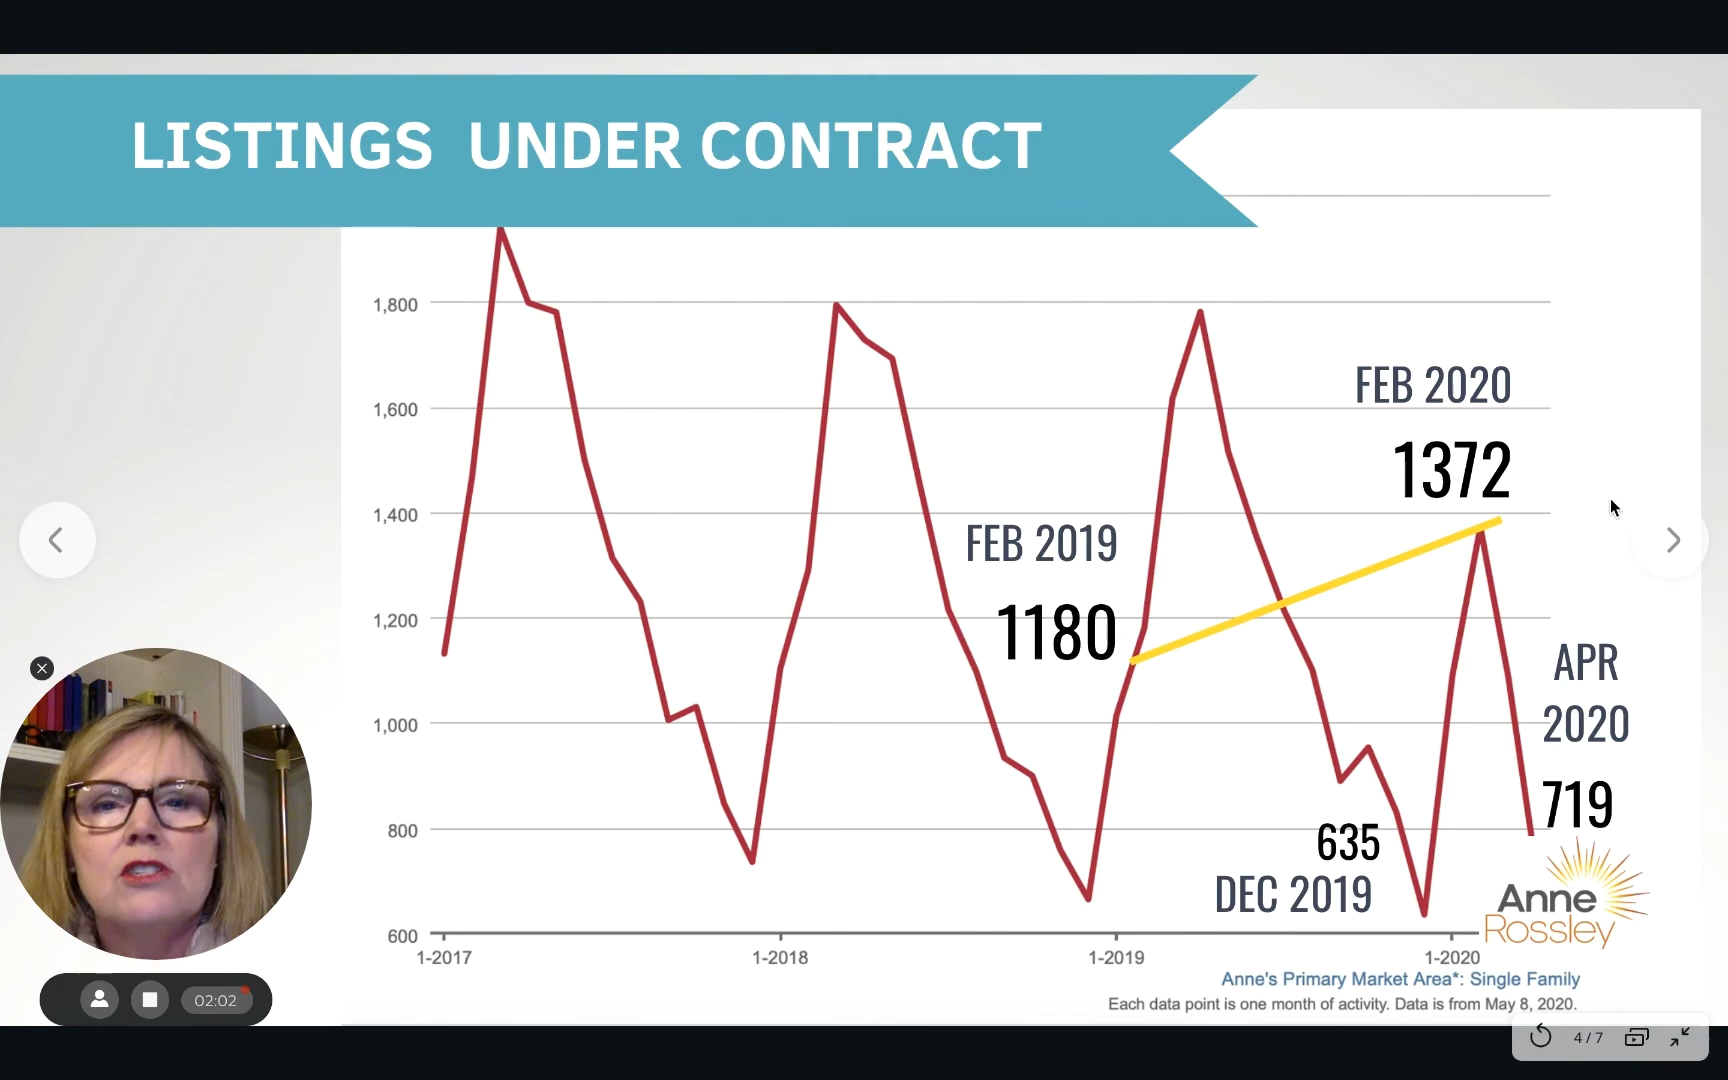 LISTINGS UNDER CONTRACT
1,800
1,600
1,400
1,200
1,000
800
600
1-2017
1-2018
1-2019
1-2020
FEB 2019
1180
FEB 2020
1372
635
DEC 2019
APR
2020
719
Anne
Rossley
Anne's Primary Market Area*: Single Family
Each data point is one month of activity. Data is from May 8, 2020.
02:02
4 / 7